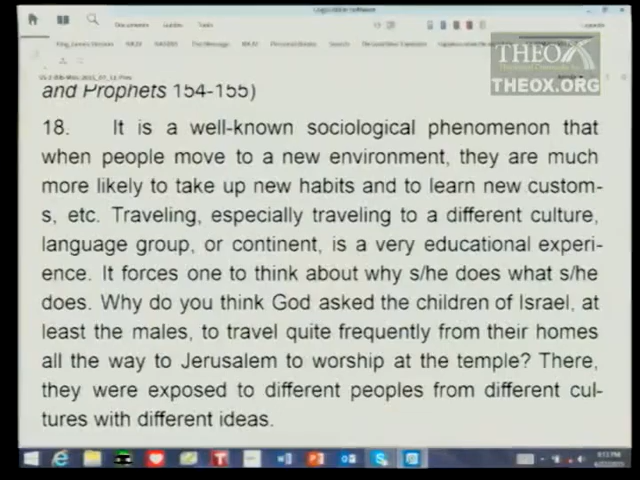 THEOX
THEOX.ORG
and Prophets 154-155)
18. It is a well-known sociological phenomenon that
when people move to a new environment, they are much
more likely to take up new habits and to learn new custom-
s, etc. Traveling, especially traveling to a different culture,
language group, or continent, is a very educational experi-
ence. It forces one to think about why s/he does what s/he
does. Why do you think God asked the children of Israel, at
least the males, to travel quite frequently from their homes
all the way to Jerusalem to worship at the temple? There,
they were exposed to different peoples from different cul-
tures with different ideas.